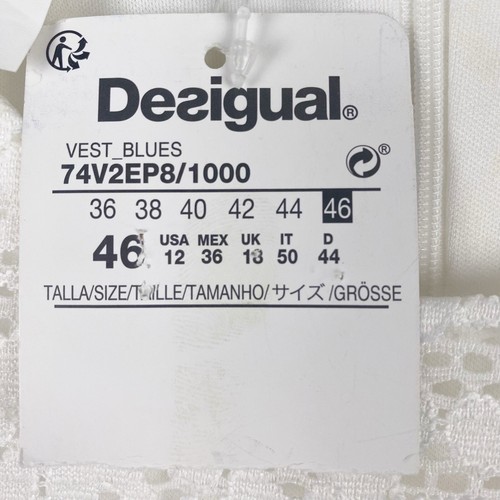 Desigual®
VEST_BLUES
74V2EP8/1000
36 38 40 42 44 46
46 USA MEX UK IT D
12 36 18 50 44
TALLA/SIZE/TAILLE/TAMANHO/サイズ/GRÖSSE